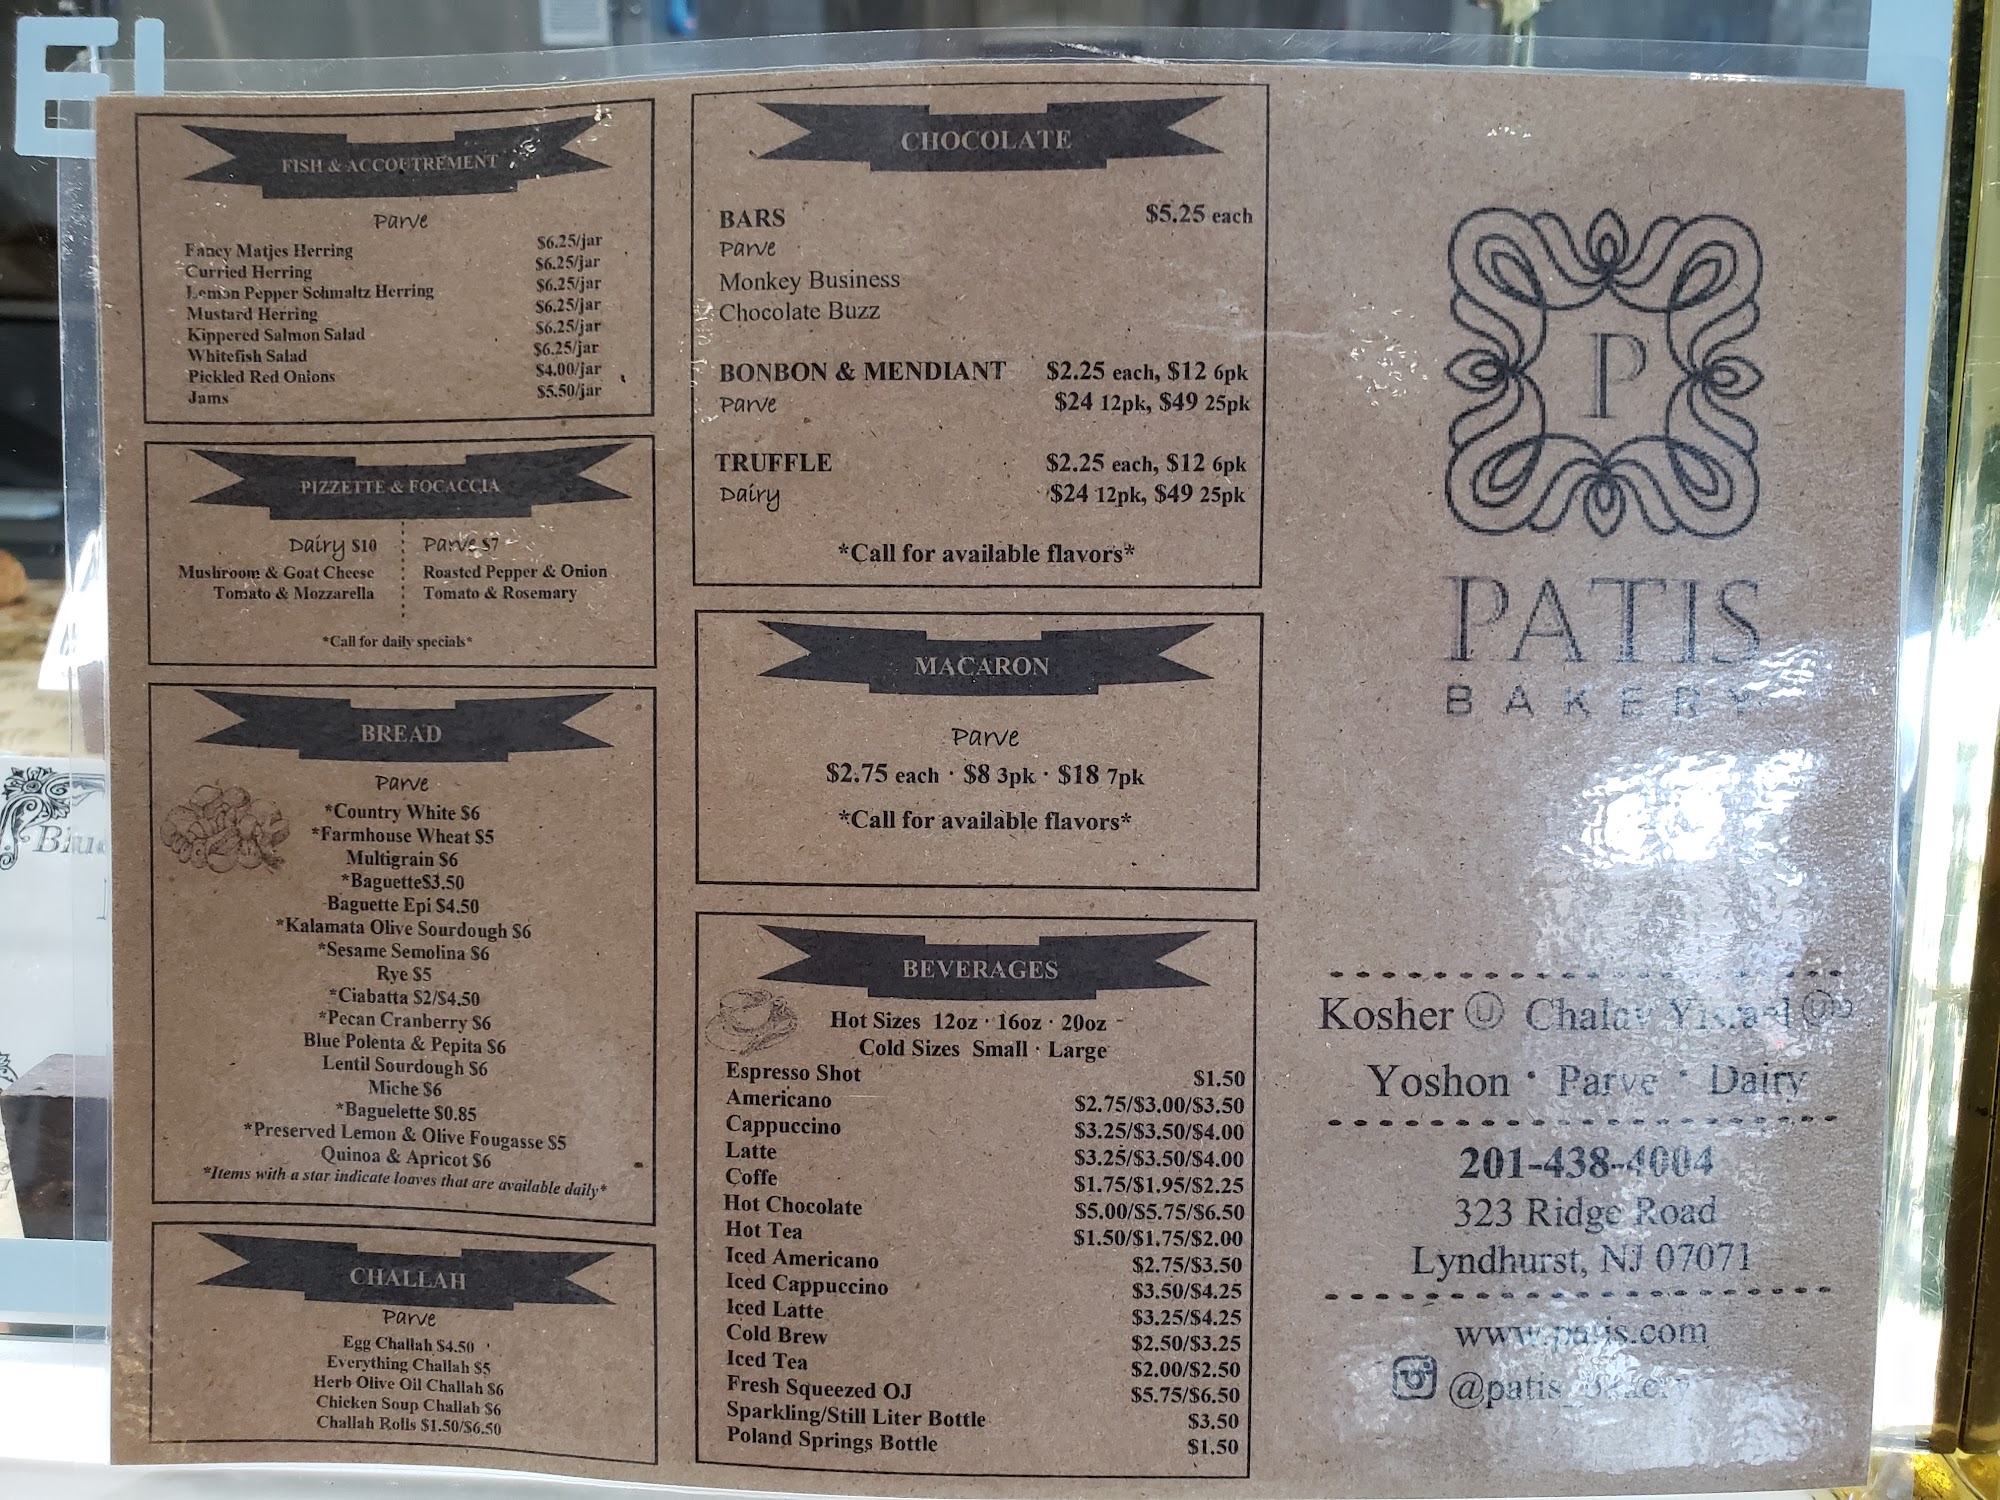 FISH & ACCOUTREMENT
Parve
Fancy Matjes Herring $6.25/jar
Curried Herring $6.25/jar
Lemon Pepper Schmaltz Herring $6.25/jar
Mustard Herring $6.25/jar
Kippered Salmon Salad $6.25/jar
Whitefish Salad $6.25/jar
Pickled Red Onions $4.00/jar
Jams $5.50/jar
PIZZETTE & FOCACCIA
Dairy $10
Mushroom & Goat Cheese
Tomato & Mozzarella
Parve $7
Roasted Pepper & Onion
Tomato & Rosemary
*Call for daily specials*
BREAD
Parve
*Country White $6
*Farmhouse Wheat $5
Multigrain $6
*Baguette$3.50
Baguette Epi $4.50
*Kalamata Olive Sourdough $6
*Sesame Semolina $6
Rye $5
*Ciabatta $2/$4.50
*Pecan Cranberry $6
Blue Polenta & Pepita $6
Lentil Sourdough $6
Miche $6
*Baguelette $0.85
*Preserved Lemon & Olive Fougasse $5
Quinoa & Apricot $6
*Items with a star indicate loaves that are available daily*
CHALLAH
Parve
Egg Challah $4.50
Everything Challah $5
Herb Olive Oil Challah $6
Chicken Soup Challah $6
Challah Rolls $1.50/$6.50
CHOCOLATE
BARS $5.25 each
Parve
Monkey Business
Chocolate Buzz
BONBON & MENDIANT $2.25 each, $12 6pk
Parve $24 12pk, $49 25pk
TRUFFLE $2.25 each, $12 6pk
Dairy $24 12pk, $49 25pk
*Call for available flavors*
MACARON
Parve
$2.75 each · $8 3pk · $18 7pk
*Call for available flavors*
BEVERAGES
Hot Sizes 12oz · 16oz · 20oz
Cold Sizes Small · Large
Espresso Shot $1.50
Americano $2.75/$3.00/$3.50
Cappuccino $3.25/$3.50/$4.00
Latte $3.25/$3.50/$4.00
Coffe $1.75/$1.95/$2.25
Hot Chocolate $5.00/$5.75/$6.50
Hot Tea $1.50/$1.75/$2.00
Iced Americano $2.75/$3.50
Iced Cappuccino $3.50/$4.25
Iced Latte $3.25/$4.25
Cold Brew $2.50/$3.25
Iced Tea $2.00/$2.50
Fresh Squeezed OJ $5.75/$6.50
Sparkling/Still Liter Bottle $3.50
Poland Springs Bottle $1.50
P
PATIS
BAKERY
Kosher U Chalav Yisrael UD
Yoshon · Parve · Dairy
201-438-4004
323 Ridge Road
Lyndhurst, NJ 07071
www.patis.com
@patis_bakery